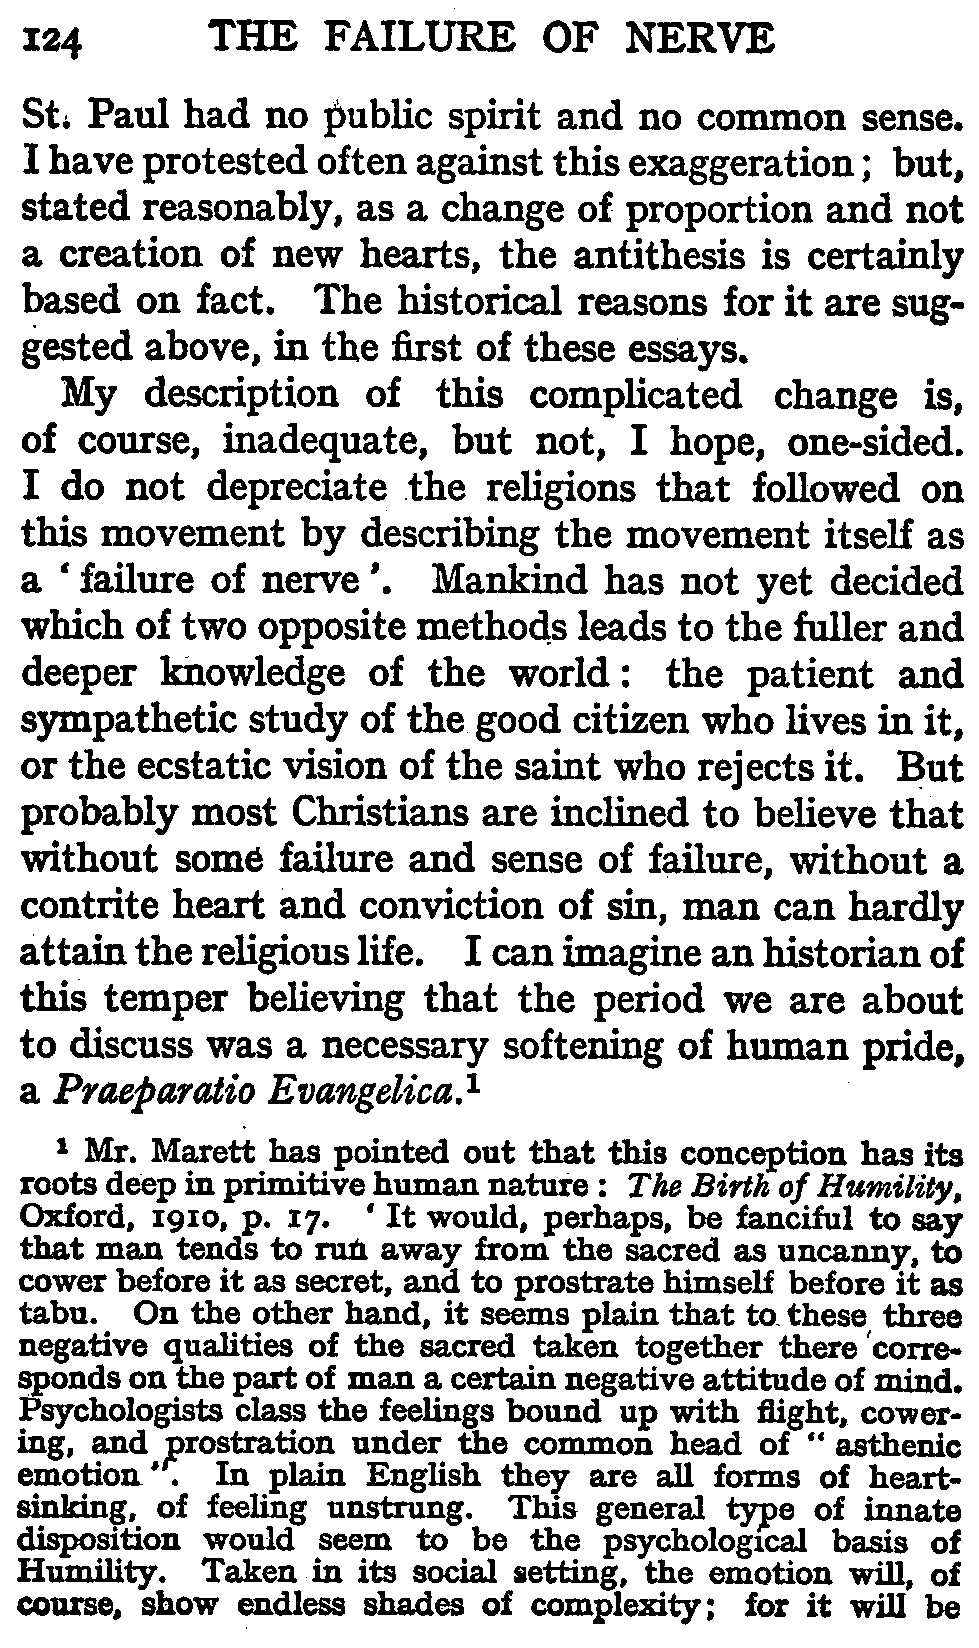 124 THE FAILURE OF NERVE
St. Paul had no public spirit and no common sense.
I have protested often against this exaggeration ; but,
stated reasonably, as a change of proportion and not
a creation of new hearts, the antithesis is certainly
based on fact. The historical reasons for it are sug-
gested above, in the first of these essays.
My description of this complicated change is,
of course, inadequate, but not, I hope, one-sided.
I do not depreciate the religions that followed on
this movement by describing the movement itself as
a ‘ failure of nerve ’. Mankind has not yet decided
which of two opposite methods leads to the fuller and
deeper knowledge of the world : the patient and
sympathetic study of the good citizen who lives in it,
or the ecstatic vision of the saint who rejects it. But
probably most Christians are inclined to believe that
without some failure and sense of failure, without a
contrite heart and conviction of sin, man can hardly
attain the religious life. I can imagine an historian of
this temper believing that the period we are about
to discuss was a necessary softening of human pride,
a Praeparatio Evangelica.¹
¹ Mr. Marett has pointed out that this conception has its
roots deep in primitive human nature : The Birth of Humility,
Oxford, 1910, p. 17. ‘ It would, perhaps, be fanciful to say
that man tends to run away from the sacred as uncanny, to
cower before it as secret, and to prostrate himself before it as
tabu. On the other hand, it seems plain that to these three
negative qualities of the sacred taken together there corre-
sponds on the part of man a certain negative attitude of mind.
Psychologists class the feelings bound up with flight, cower-
ing, and prostration under the common head of “ asthenic
emotion ”. In plain English they are all forms of heart-
sinking, of feeling unstrung. This general type of innate
disposition would seem to be the psychological basis of
Humility. Taken in its social setting, the emotion will, of
course, show endless shades of complexity ; for it will be